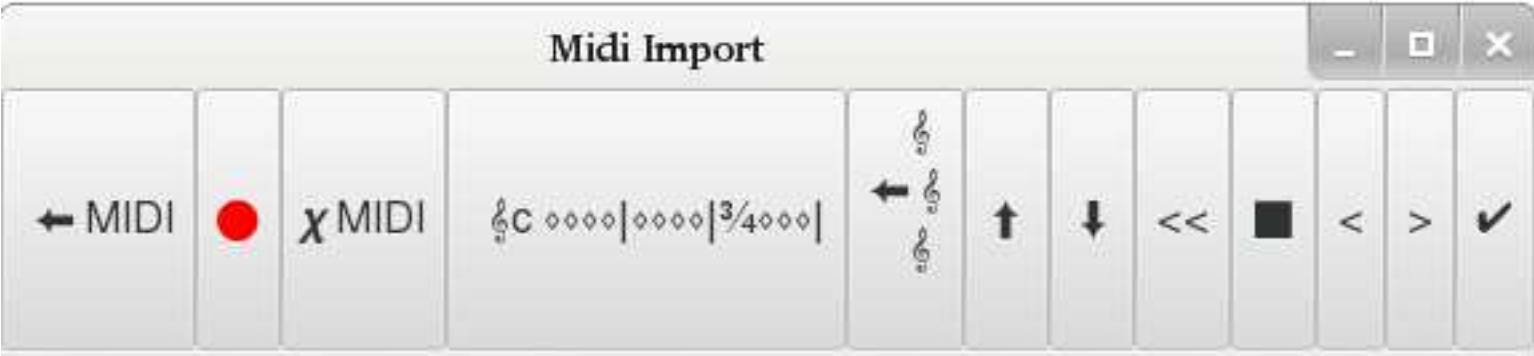 Midi Import
← MIDI
χ MIDI
𝄞C ⋄⋄⋄⋄|⋄⋄⋄⋄|¾⋄⋄⋄|
𝄞
← 𝄞
𝄞
<<
<
>
✔